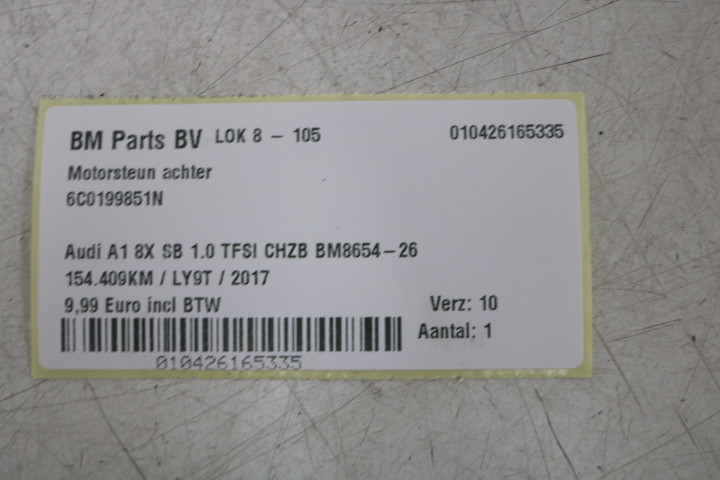 BM Parts BV LOK 8 - 105 010426165335
Motorsteun achter
6C0199851N
Audi A1 8X SB 1.0 TFSI CHZB BM8654-26
154.409KM / LY9T / 2017
9,99 Euro incl BTW Verz: 10
Aantal: 1
010426165335